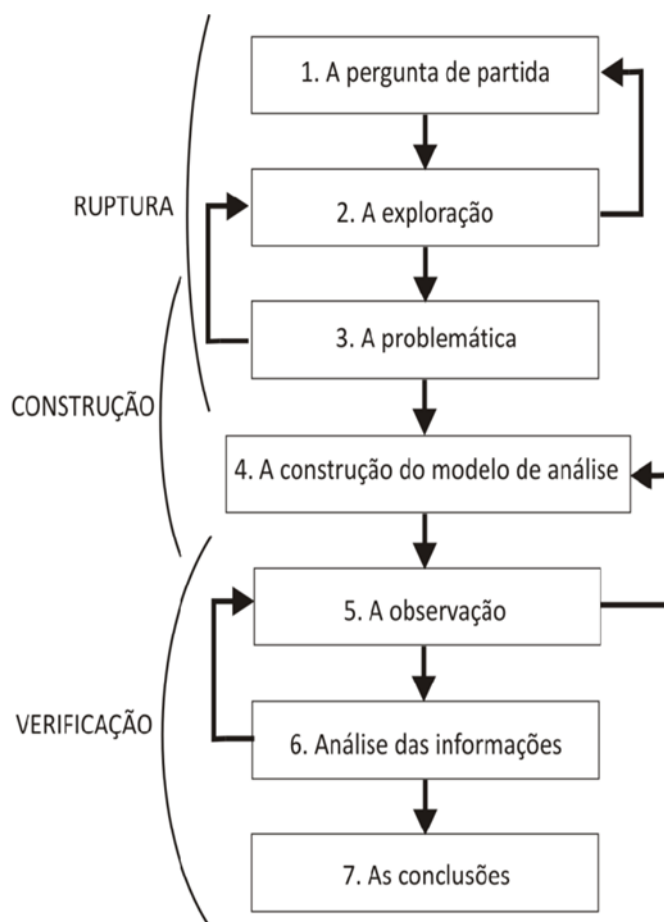 1. A pergunta de partida
RUPTURA
2. A exploração
3. A problemática
CONSTRUÇÃO
4. A construção do modelo de análise
5. A observação
VERIFICAÇÃO
6. Análise das informações
7. As conclusões